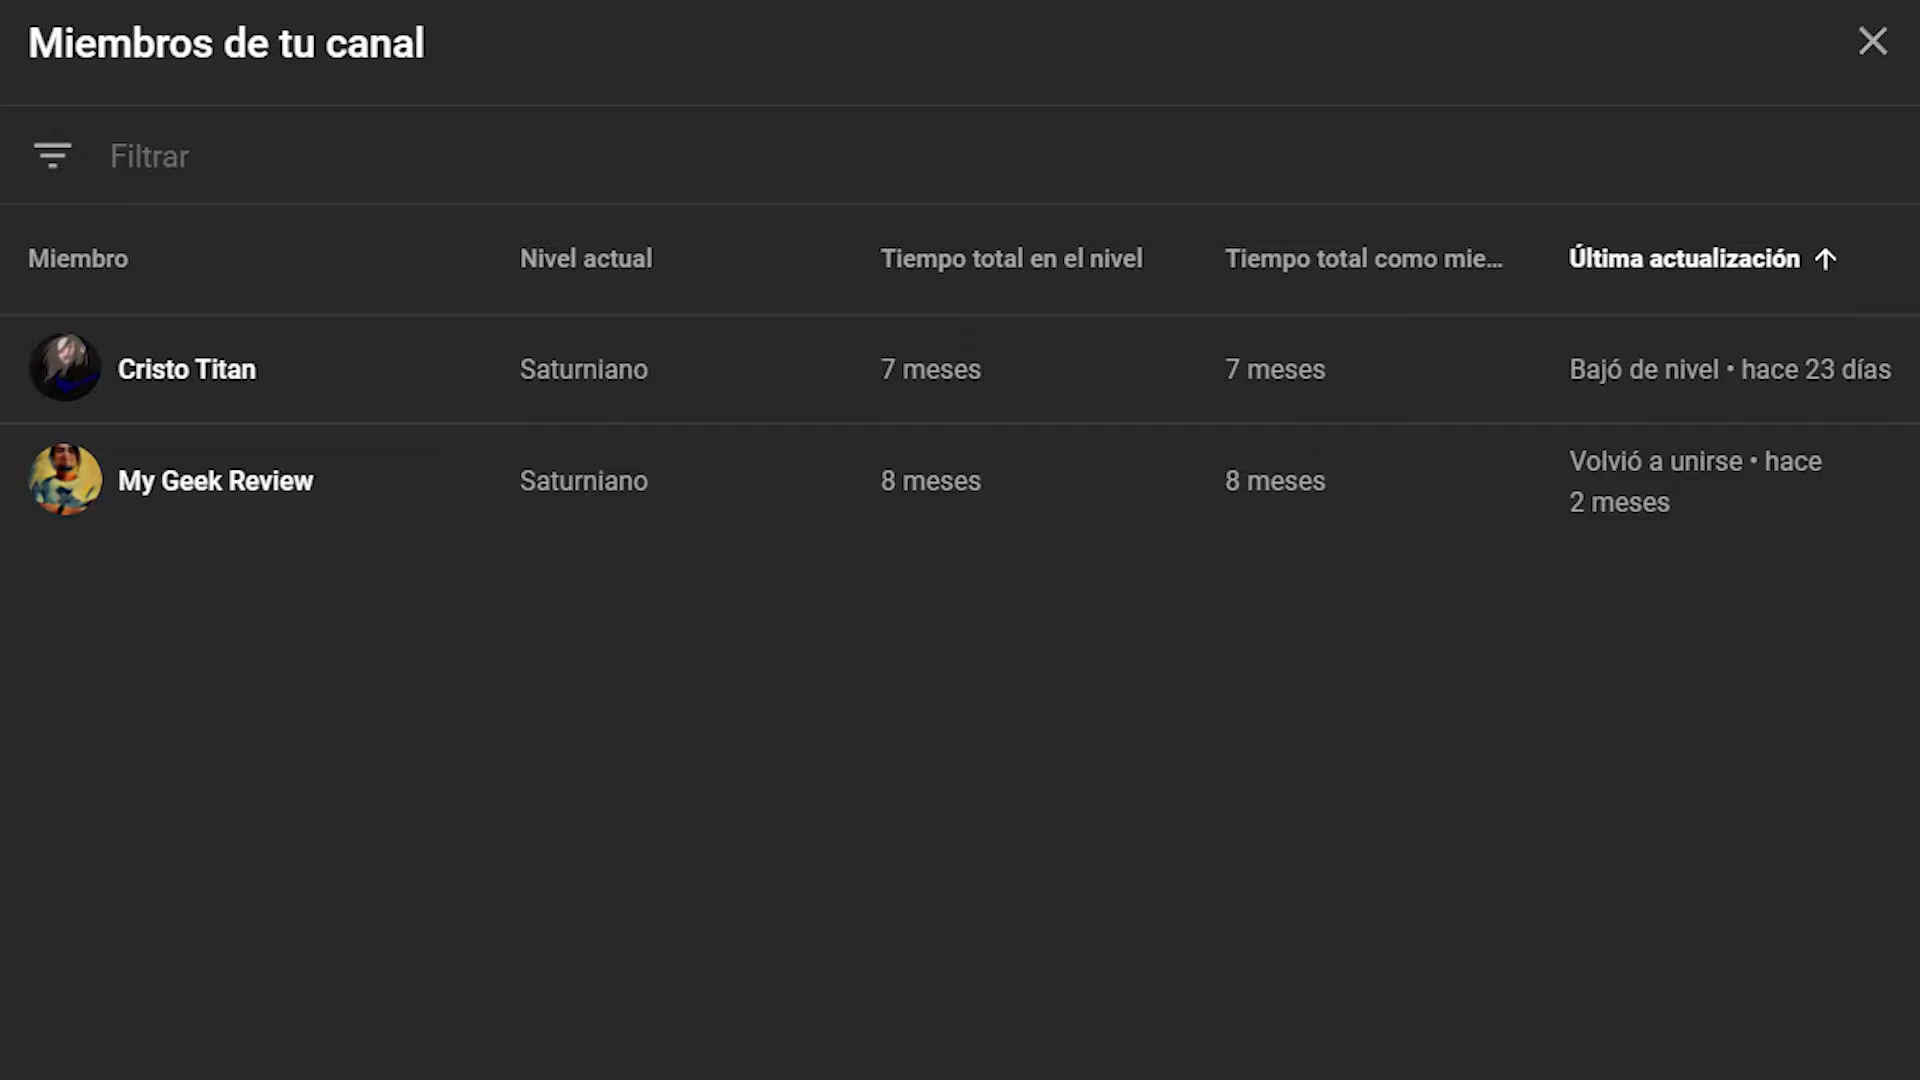 Miembros de tu canal
Filtrar
Miembro Nivel actual Tiempo total en el nivel Tiempo total como mie... Última actualización
Cristo Titan Saturniano 7 meses 7 meses Bajó de nivel • hace 23 días
My Geek Review Saturniano 8 meses 8 meses Volvió a unirse • hace
2 meses